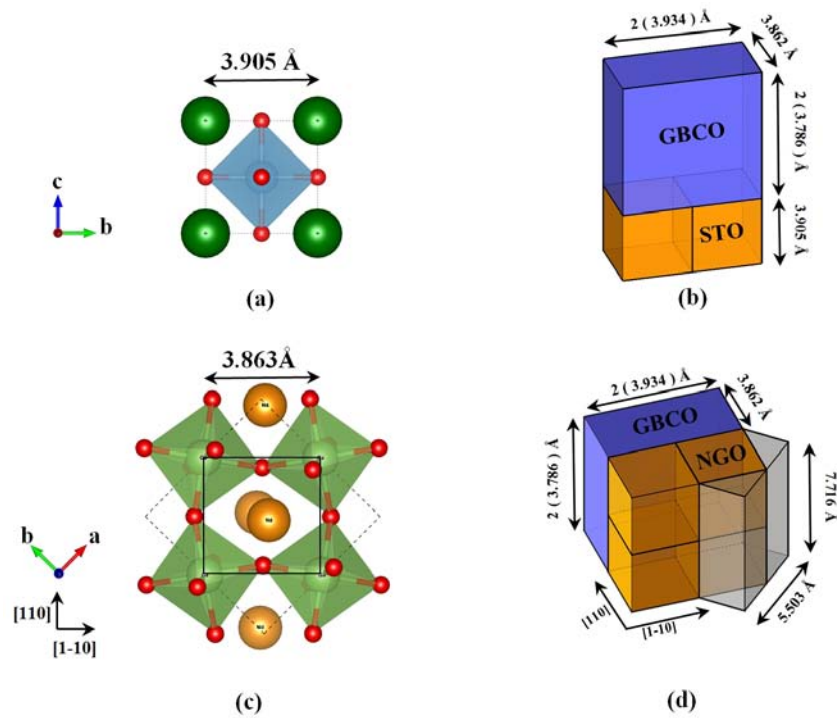 3.905 Å
c
b
(a)
2 ( 3.934 ) Å
3.862 Å
GBCO
2 ( 3.786 ) Å
STO
3.905 Å
(b)
3.863Å
Nd
b
a
[110]
[1-10]
(c)
2 ( 3.934 ) Å
3.862 Å
GBCO
NGO
2 ( 3.786 ) Å
7.716 Å
5.503 Å
[110]
[1-10]
(d)